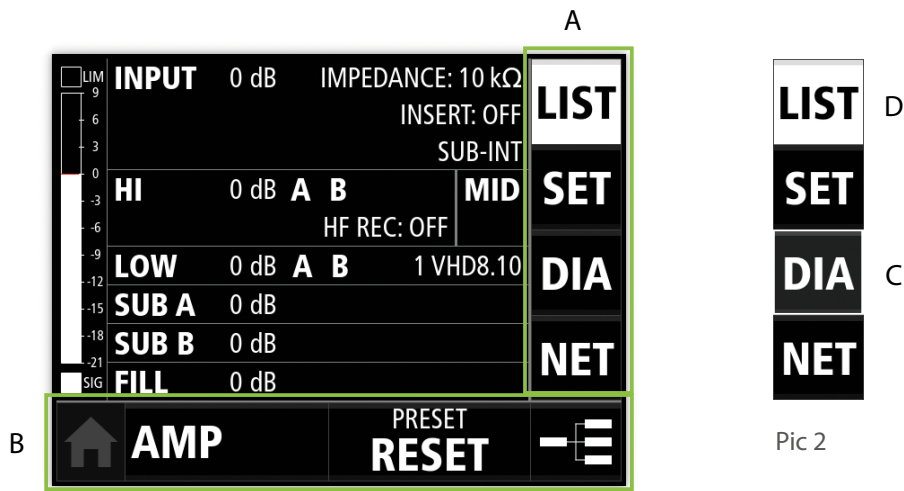 A
LIM
9
6
3
0
-3
-6
-9
-12
-15
-18
-21
SIG
INPUT 0 dB IMPEDANCE: 10 kΩ
INSERT: OFF
SUB-INT
HI 0 dB A B MID
HF REC: OFF
LOW 0 dB A B 1 VHD8.10
SUB A 0 dB
SUB B 0 dB
FILL 0 dB
LIST
SET
DIA
NET
B
AMP
PRESET
RESET
LIST D
SET
DIA C
NET
Pic 2